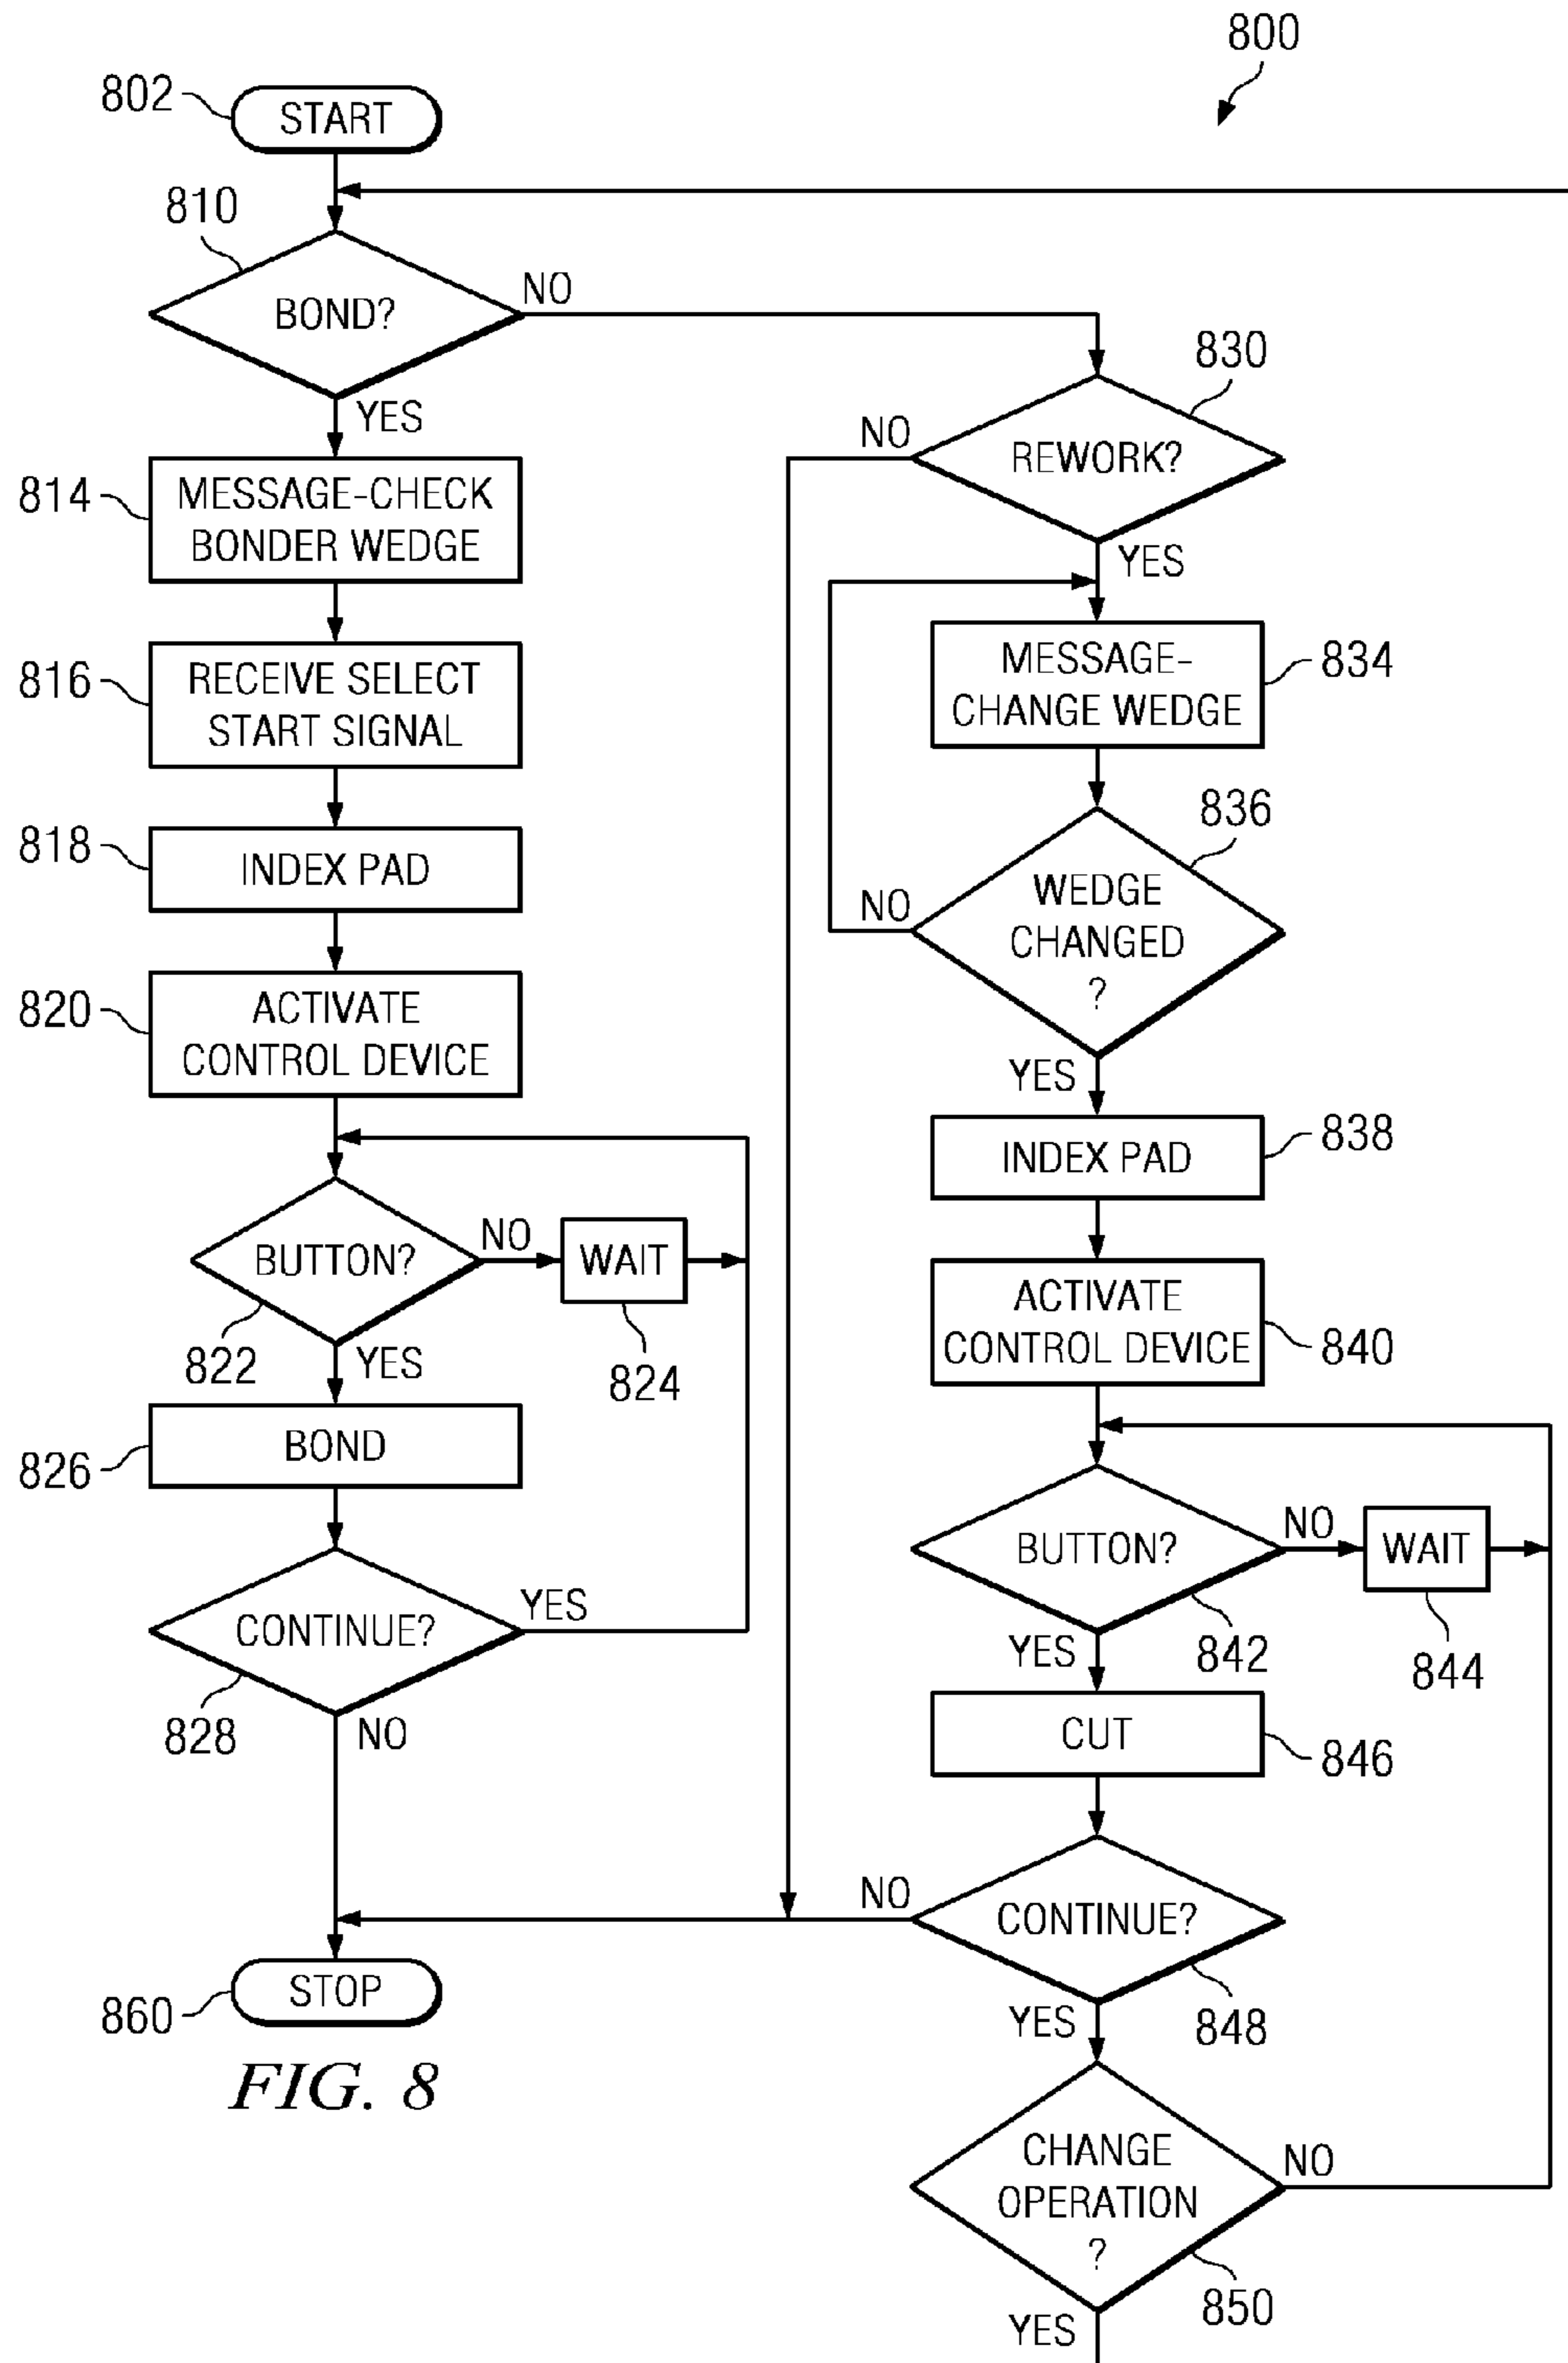 800
802
START
810
BOND?
NO
YES
830
REWORK?
NO
YES
814
MESSAGE-CHECK
BONDER WEDGE
816
RECEIVE SELECT
START SIGNAL
818
INDEX PAD
820
ACTIVATE
CONTROL DEVICE
BUTTON?
NO
WAIT
822
YES
824
826
BOND
CONTINUE?
YES
828
NO
860
STOP
FIG. 8
MESSAGE-
CHANGE WEDGE
834
836
WEDGE
CHANGED
?
NO
YES
INDEX PAD
838
ACTIVATE
CONTROL DEVICE
840
BUTTON?
NO
WAIT
YES
842
844
CUT
846
NO
CONTINUE?
YES
848
CHANGE
OPERATION
?
NO
850
YES